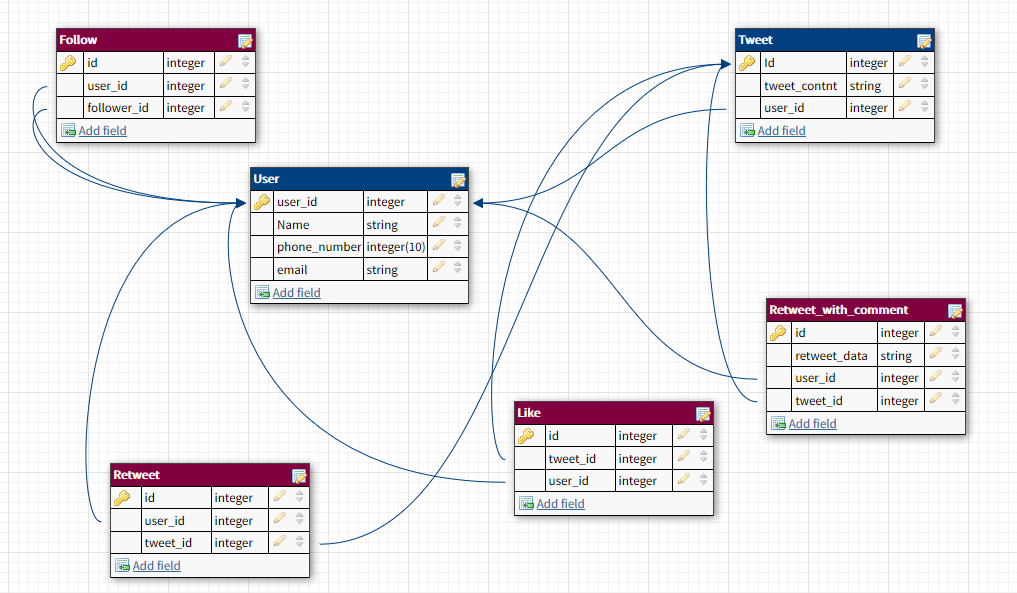 Follow
id integer
user_id integer
follower_id integer
Add field
Tweet
Id integer
tweet_contnt string
user_id integer
Add field
User
user_id integer
Name string
phone_number integer(10)
email string
Add field
Retweet_with_comment
id integer
retweet_data string
user_id integer
tweet_id integer
Add field
Like
id integer
tweet_id integer
user_id integer
Add field
Retweet
id integer
user_id integer
tweet_id integer
Add field